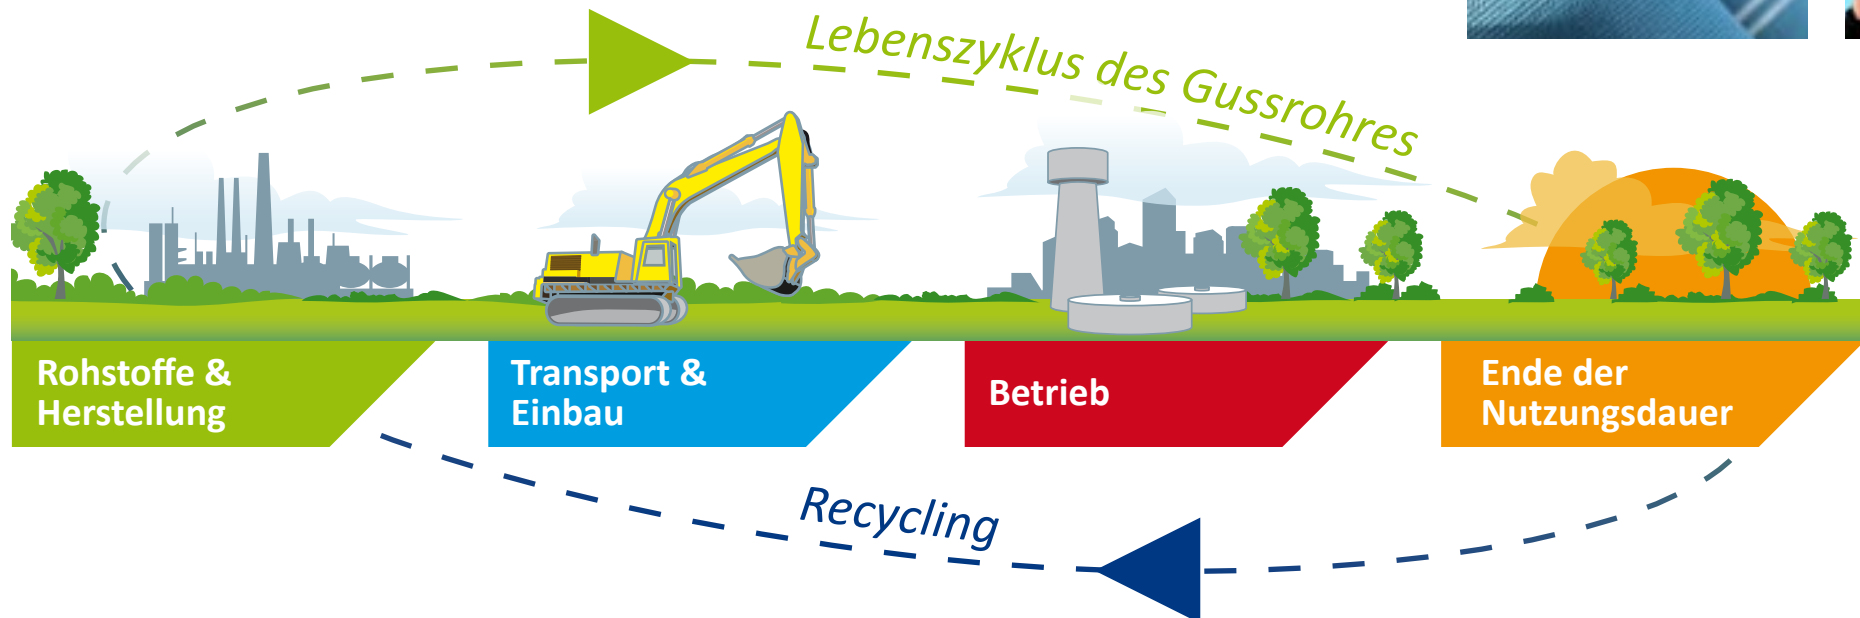 Lebenszyklus des Gussrohres
Rohstoffe &
Herstellung
Transport &
Einbau
Betrieb
Ende der
Nutzungsdauer
Recycling